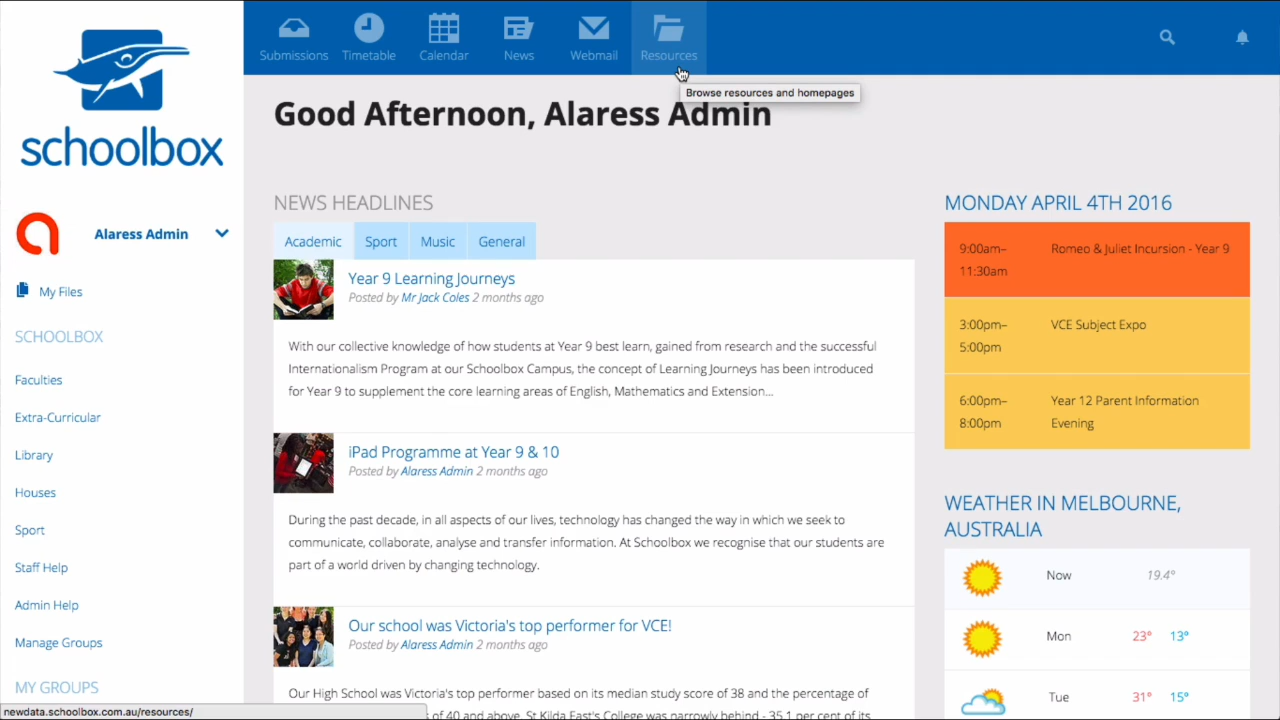 schoolbox
Submissions
Timetable
Calendar
News
Webmail
Resources
Browse resources and homepages
Good Afternoon, Alaress Admin
Alaress Admin
My Files
SCHOOLBOX
Faculties
Extra-Curricular
Library
Houses
Sport
Staff Help
Admin Help
Manage Groups
MY GROUPS
newdata.schoolbox.com.au/resources/
NEWS HEADLINES
Academic
Sport
Music
General
Year 9 Learning Journeys
Posted by Mr Jack Coles 2 months ago
With our collective knowledge of how students at Year 9 best learn, gained from research and the successful
Internationalism Program at our Schoolbox Campus, the concept of Learning Journeys has been introduced
for Year 9 to supplement the core learning areas of English, Mathematics and Extension...
iPad Programme at Year 9 & 10
Posted by Alaress Admin 2 months ago
During the past decade, in all aspects of our lives, technology has changed the way in which we seek to
communicate, collaborate, analyse and transfer information. At Schoolbox we recognise that our students are
part of a world driven by changing technology.
Our school was Victoria's top performer for VCE!
Posted by Alaress Admin 2 months ago
Our High School was Victoria's top performer based on its median study score of 38 and the percentage of
of 40 and above. St Kilda East's College was narrowly behind - 35.1 per cent of its
MONDAY APRIL 4TH 2016
9:00am–
11:30am
Romeo & Juliet Incursion - Year 9
3:00pm–
5:00pm
VCE Subject Expo
6:00pm–
8:00pm
Year 12 Parent Information
Evening
WEATHER IN MELBOURNE,
AUSTRALIA
Now 19.4°
Mon 23° 13°
Tue 31° 15°